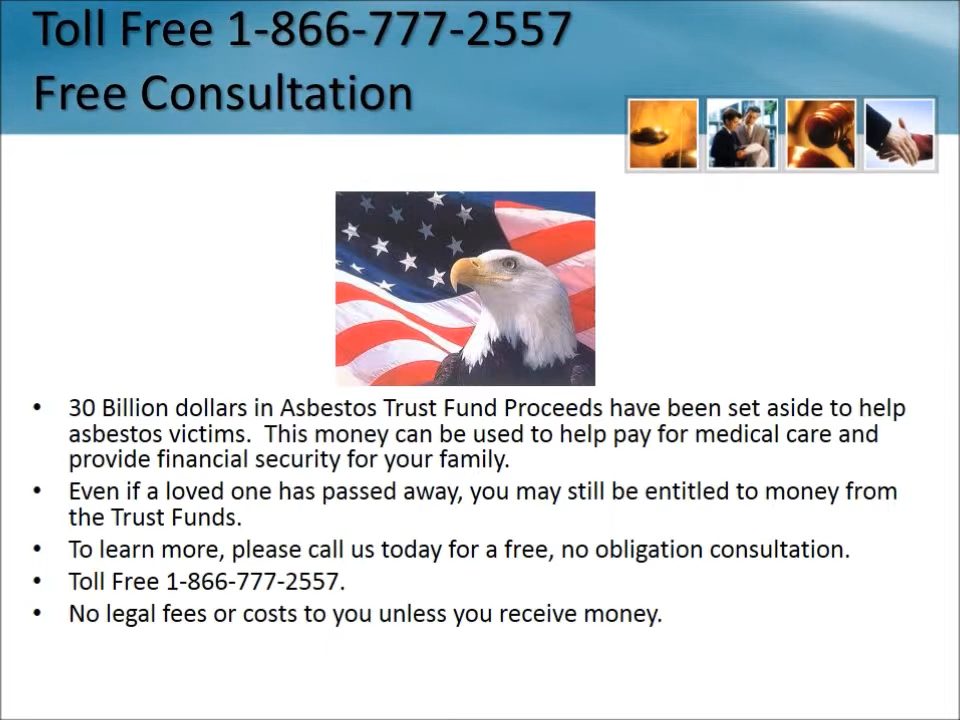 Toll Free 1-866-777-2557
Free Consultation
• 30 Billion dollars in Asbestos Trust Fund Proceeds have been set aside to help
asbestos victims.  This money can be used to help pay for medical care and
provide financial security for your family.
• Even if a loved one has passed away, you may still be entitled to money from
the Trust Funds.
• To learn more, please call us today for a free, no obligation consultation.
• Toll Free 1-866-777-2557.
• No legal fees or costs to you unless you receive money.